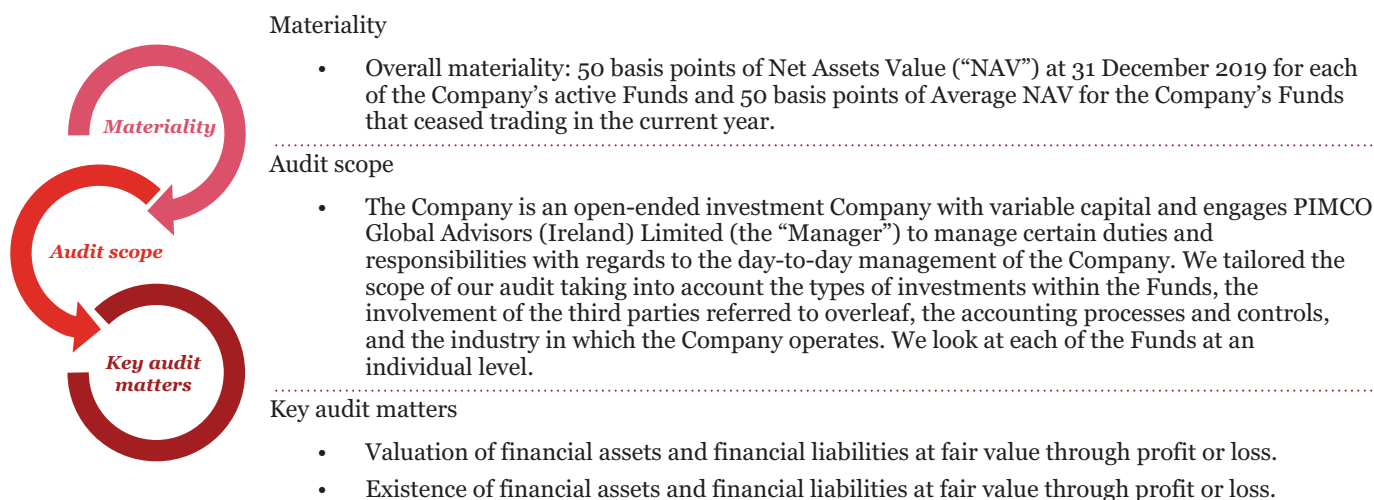 Materiality
• Overall materiality: 50 basis points of Net Assets Value (“NAV”) at 31 December 2019 for each
of the Company’s active Funds and 50 basis points of Average NAV for the Company’s Funds
that ceased trading in the current year.
Materiality
Audit scope
• The Company is an open-ended investment Company with variable capital and engages PIMCO
Global Advisors (Ireland) Limited (the “Manager”) to manage certain duties and
responsibilities with regards to the day-to-day management of the Company. We tailored the
scope of our audit taking into account the types of investments within the Funds, the
involvement of the third parties referred to overleaf, the accounting processes and controls,
and the industry in which the Company operates. We look at each of the Funds at an
individual level.
Audit scope
Key audit matters
• Valuation of financial assets and financial liabilities at fair value through profit or loss.
• Existence of financial assets and financial liabilities at fair value through profit or loss.
Key audit
matters